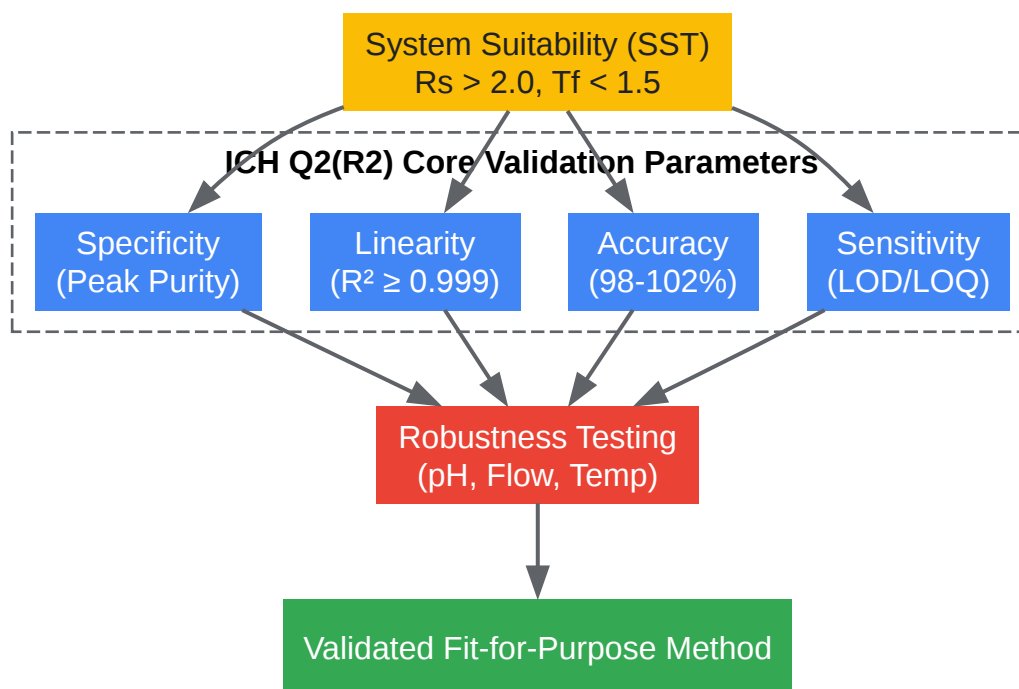 System Suitability (SST)
Rs > 2.0, Tf < 1.5
ICH Q2(R2) Core Validation Parameters
Specificity
(Peak Purity)
Linearity
(R² ≥ 0.999)
Accuracy
(98-102%)
Sensitivity
(LOD/LOQ)
Robustness Testing
(pH, Flow, Temp)
Validated Fit-for-Purpose Method